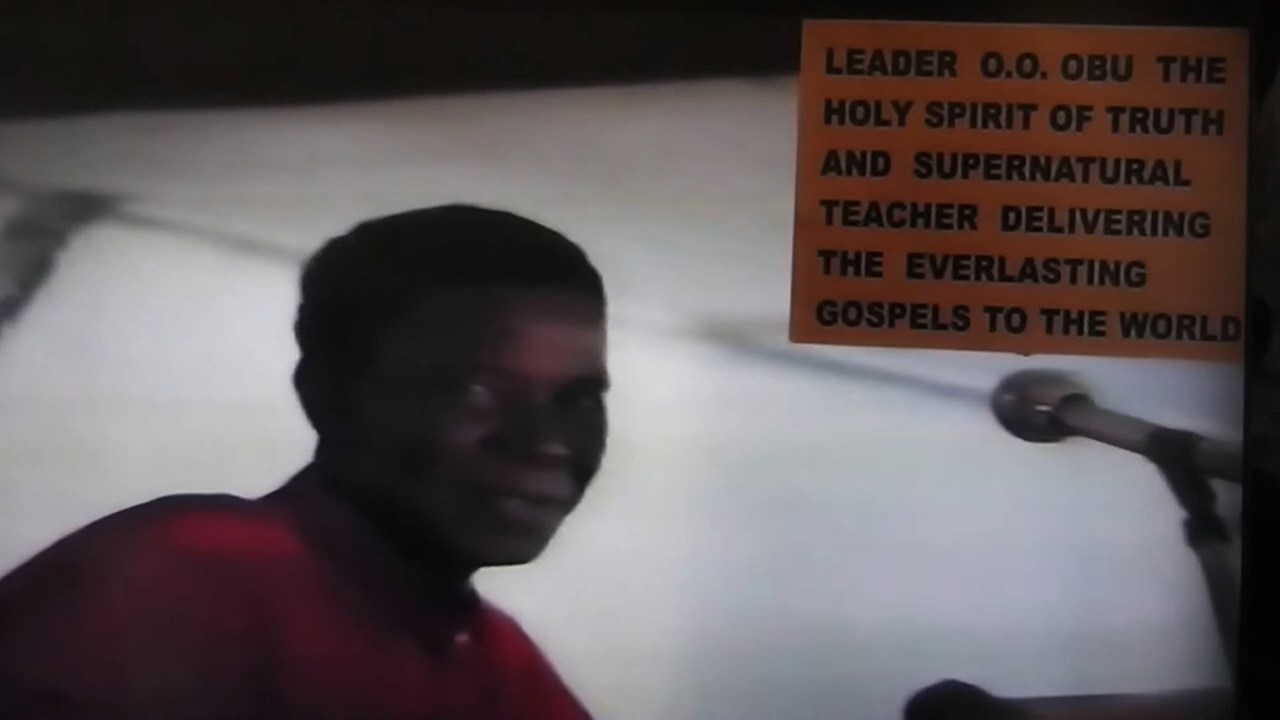 LEADER O.O. OBU THE
HOLY SPIRIT OF TRUTH
AND SUPERNATURAL
TEACHER DELIVERING
THE EVERLASTING
GOSPELS TO THE WORLD